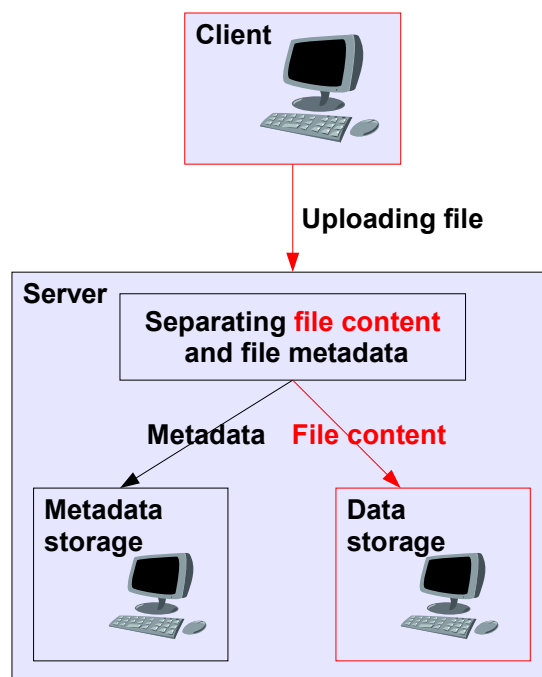 Client
Uploading file
Server
Separating file content
and file metadata
Metadata
File content
Metadata
storage
Data
storage